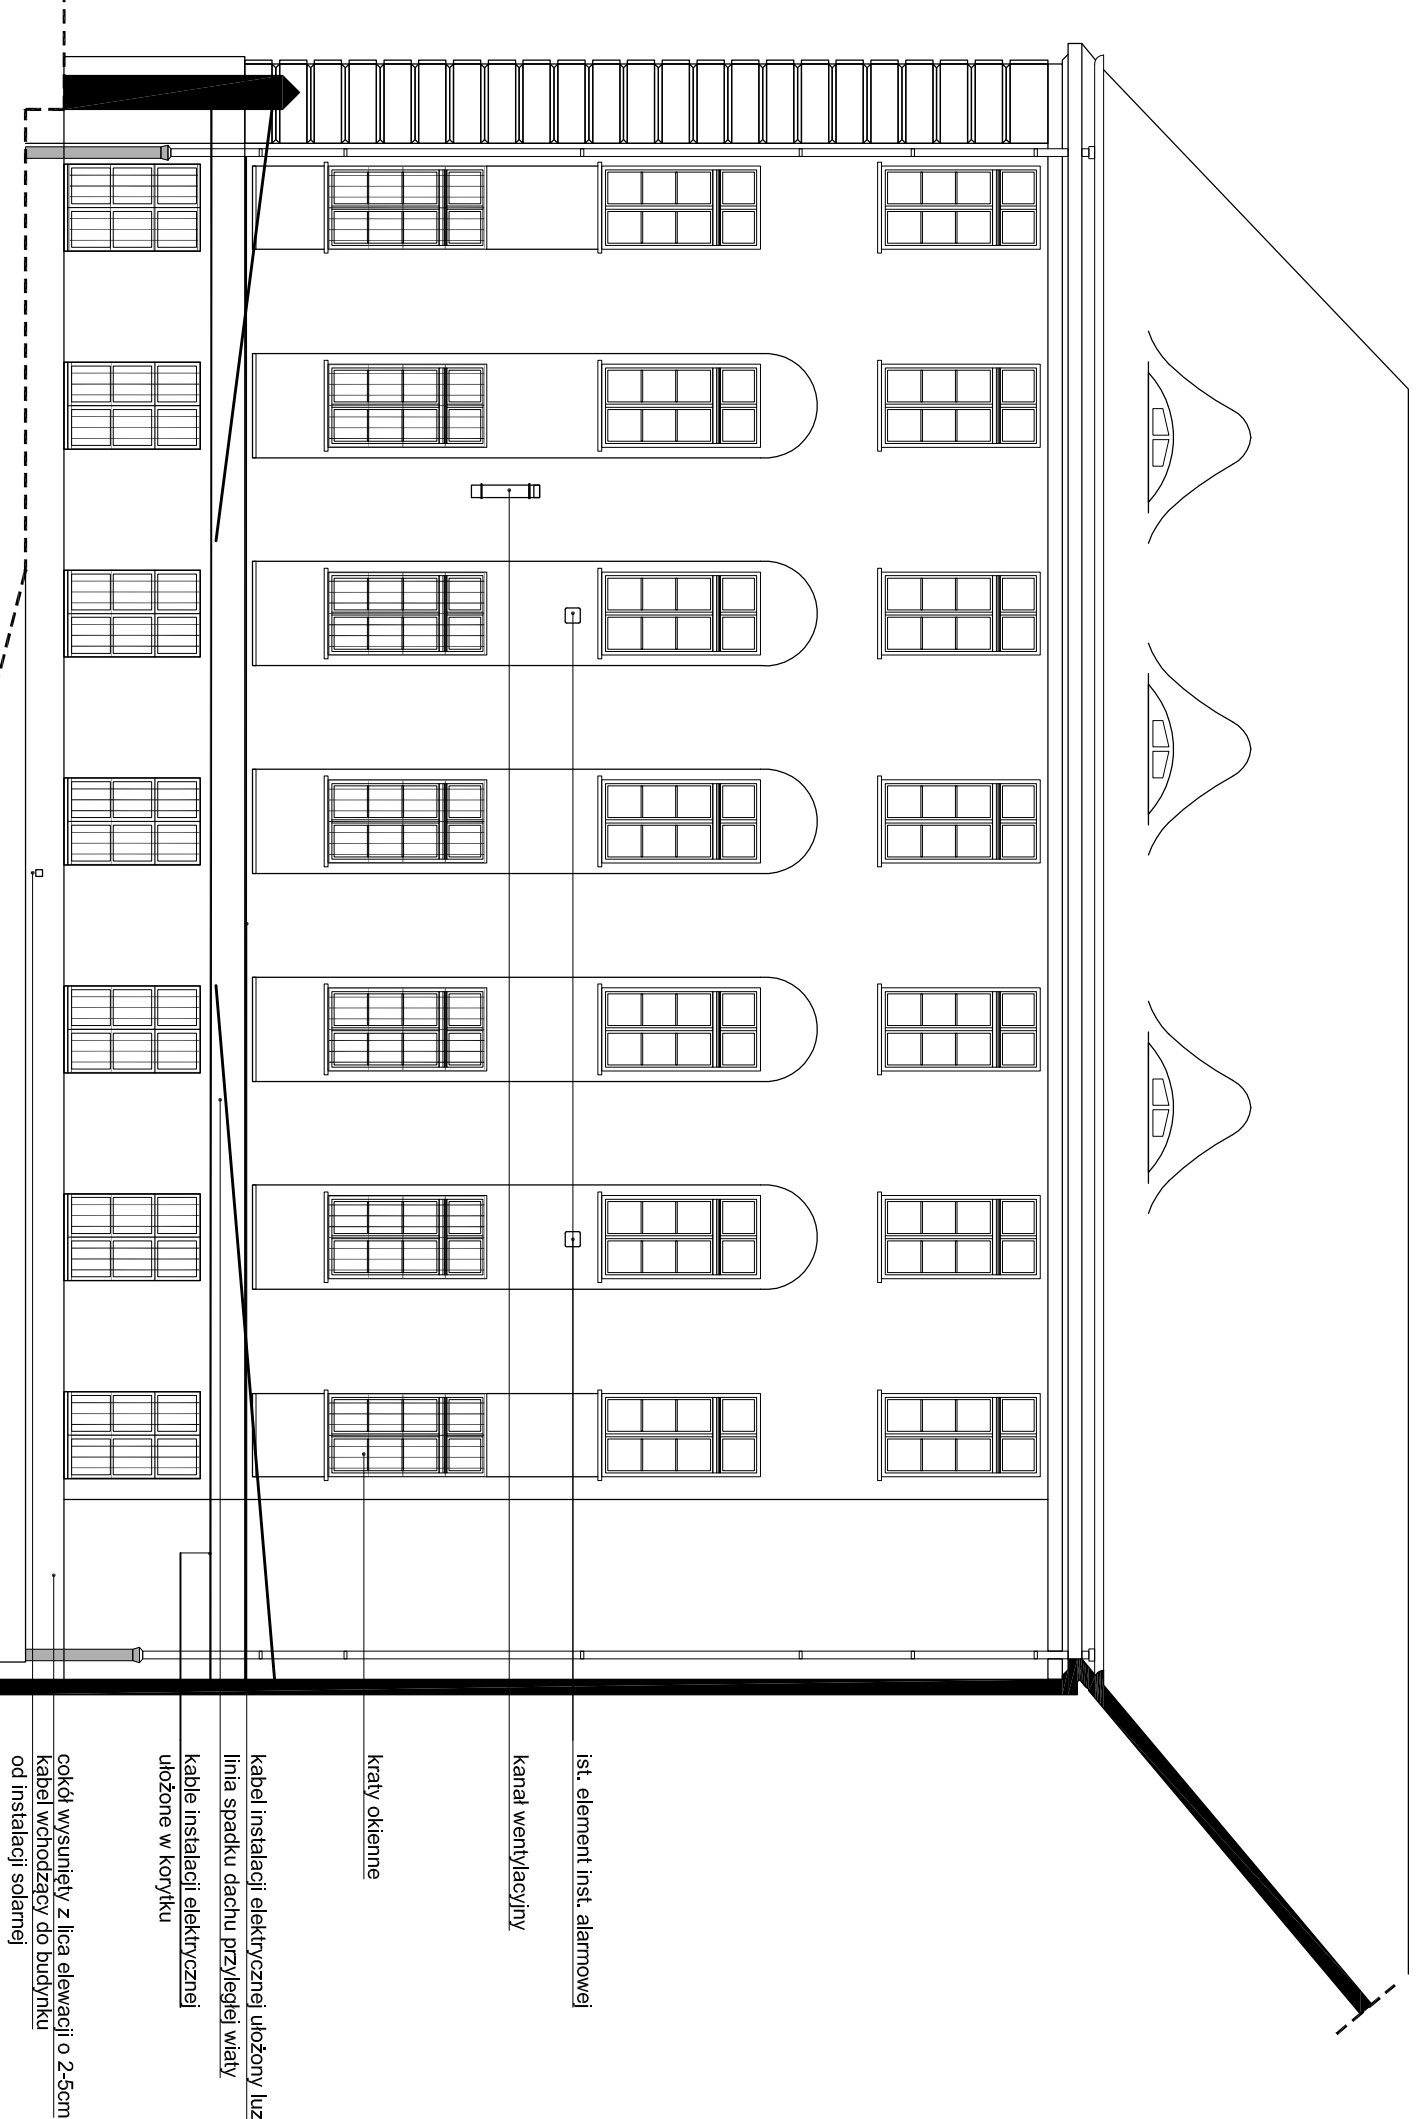 ist. element inst. alarmowej
kanał wentylacyjny
kraty okienne
kabel instalacji elektrycznej ułożony luz
linia spadku dachu przyległej wiaty
kable instalacji elektrycznej
ułożone w korytku
cokół wysunięty z lica elewacji o 2-5cm
kabel wchodzący do budynku
od instalacji solarnej